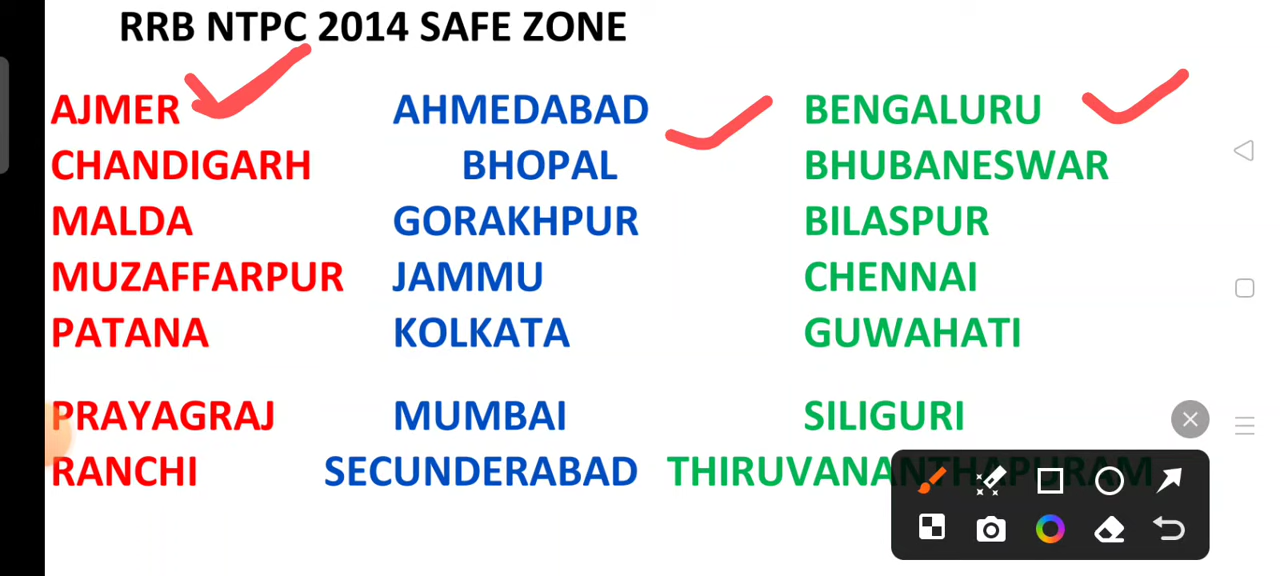 RRB NTPC 2014 SAFE ZONE
AJMER AHMEDABAD BENGALURU
CHANDIGARH BHOPAL BHUBANESWAR
MALDA GORAKHPUR BILASPUR
MUZAFFARPUR JAMMU CHENNAI
PATANA KOLKATA GUWAHATI
PRAYAGRAJ MUMBAI SILIGURI
RANCHI SECUNDERABAD THIRUVANANTHAPURAM